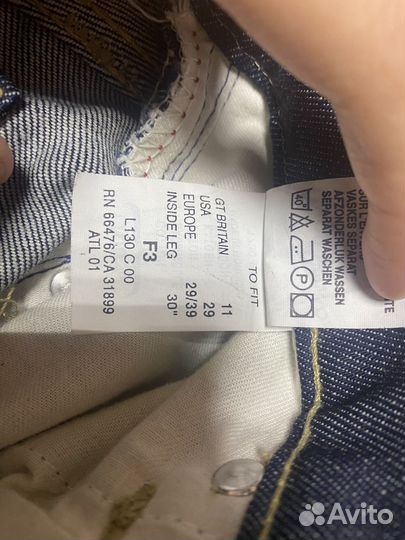 TO FIT
GT BRITAIN 11
USA 29
EUROPE 29/39
INSIDE LEG 30"
F3
L130 C 00
RN 66476/CA 31899
ATL 01
VASKES SEPARAT
AFZONDERLIJK WASSEN
SEPARAT WASCHEN
40°
P
Avito